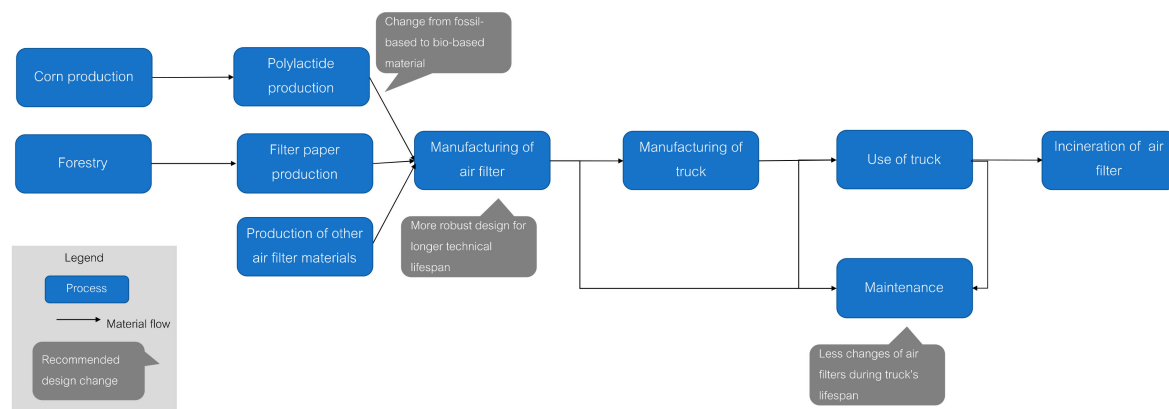 Change from fossil-
based to bio-based
material
Corn production
Polylactide
production
Forestry
Filter paper
production
Manufacturing of
air filter
Manufacturing of
truck
Use of truck
Incineration of air
filter
Production of other
air filter materials
More robust design for
longer technical
lifespan
Maintenance
Less changes of air
filters during truck's
lifespan
Legend
Process
Material flow
Recommended
design change